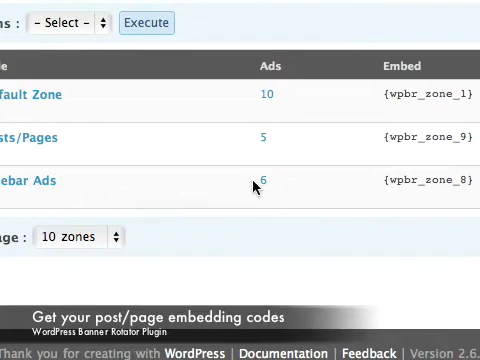 ns : - Select - Execute
le Ads Embed
fault Zone 10 {wpbr_zone_1}
sts/Pages 5 {wpbr_zone_9}
ebar Ads 6 {wpbr_zone_8}
age : 10 zones
Get your post/page embedding codes
WordPress Banner Rotator Plugin
Thank you for creating with WordPress | Documentation | Feedback | Version 2.6.